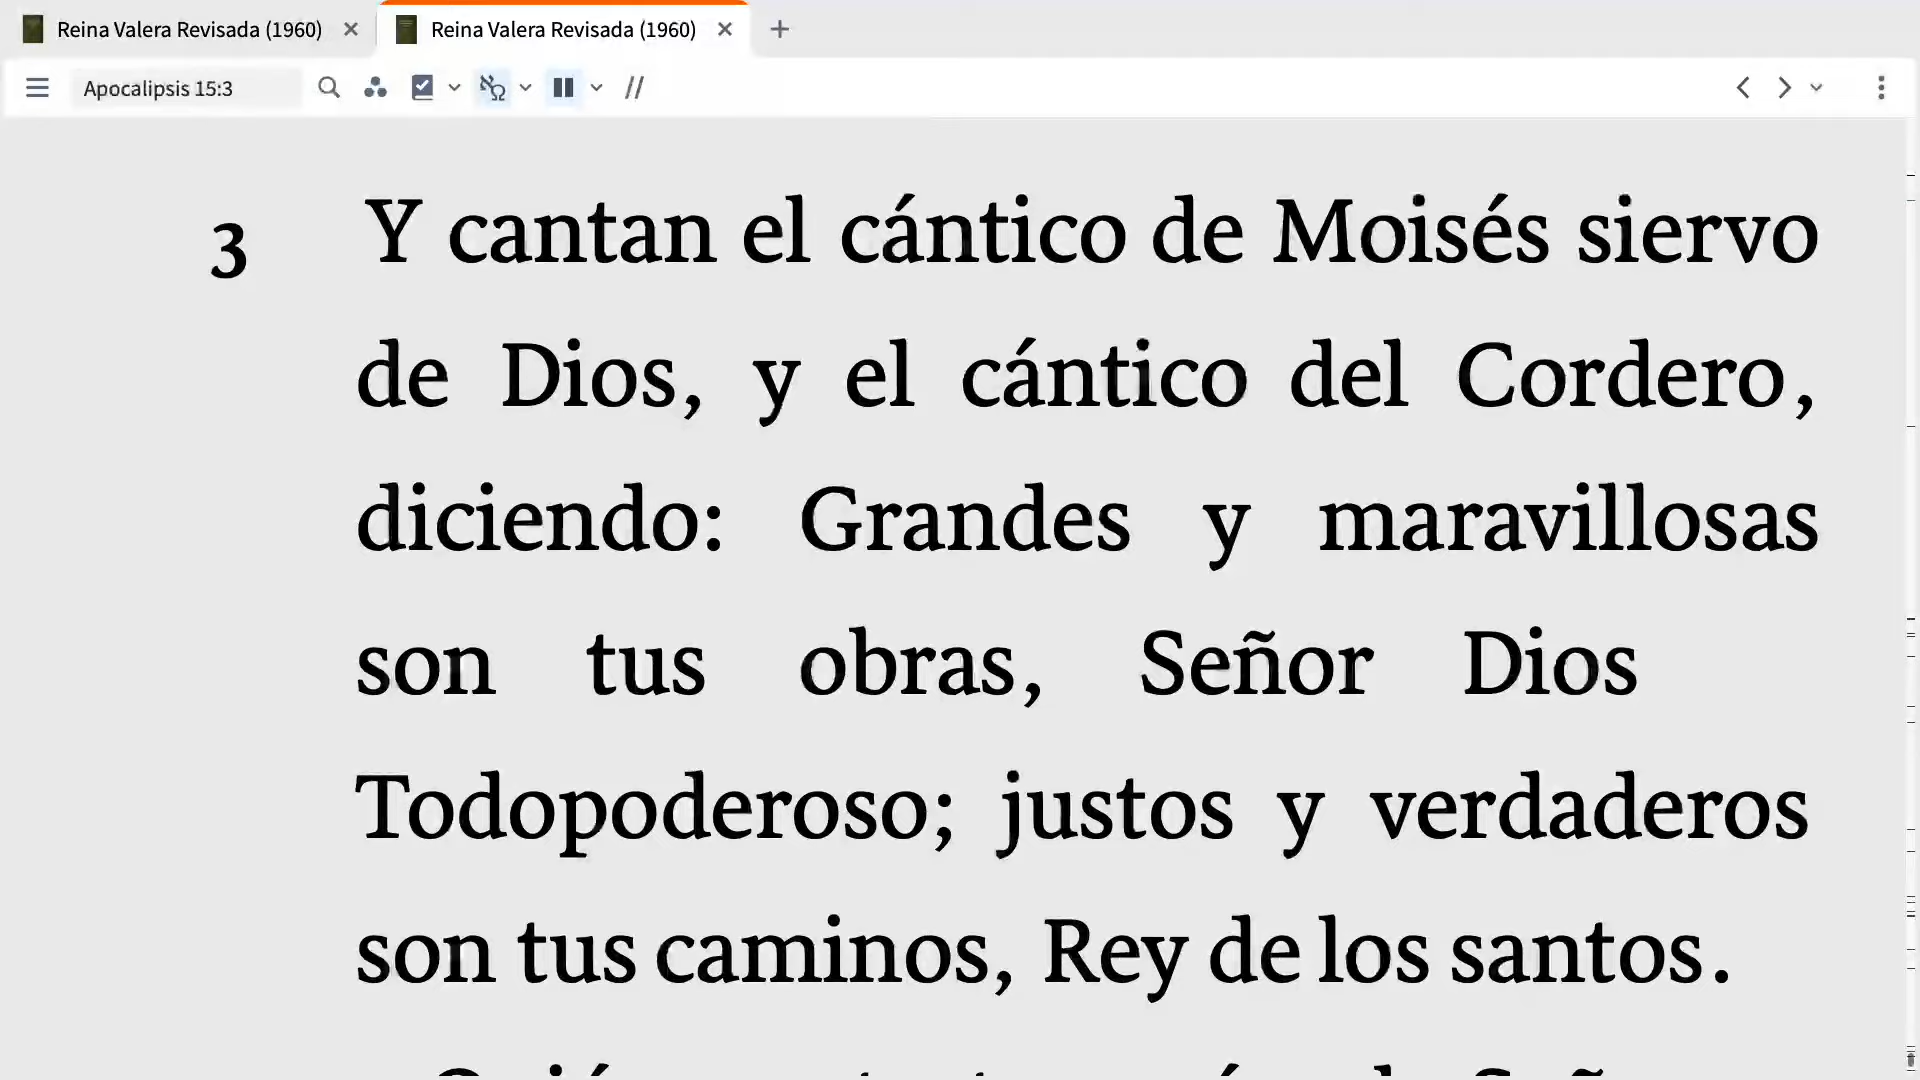 Reina Valera Revisada (1960)
Reina Valera Revisada (1960)
Apocalipsis 15:3
3 Y cantan el cántico de Moisés siervo
de Dios, y el cántico del Cordero,
diciendo: Grandes y maravillosas
son tus obras, Señor Dios
Todopoderoso; justos y verdaderos
son tus caminos, Rey de los santos.